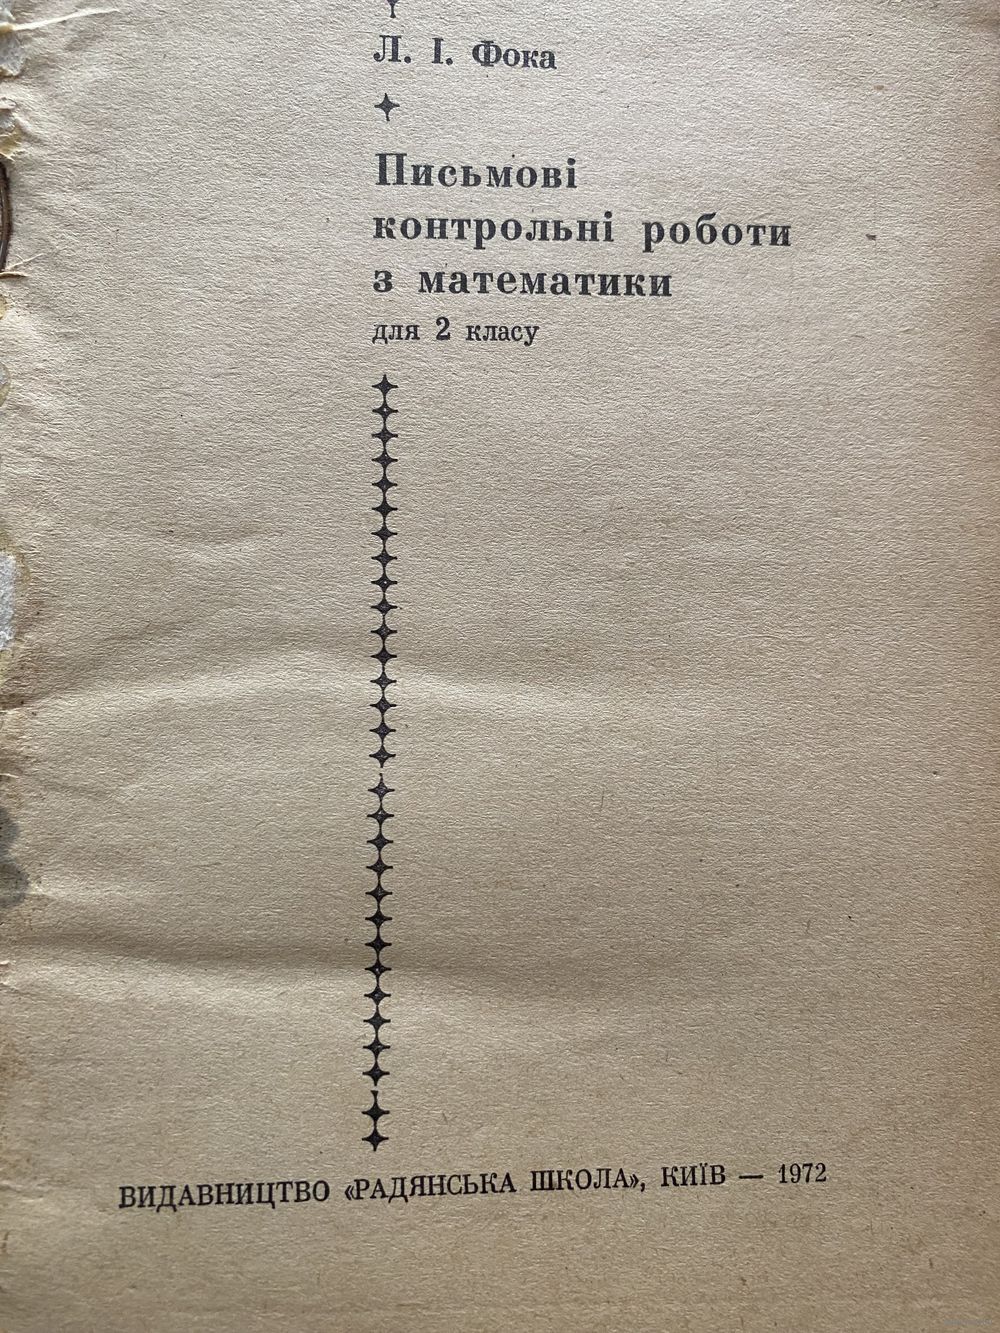 Л. І. Фока
Письмові
контрольні роботи
з математики
для 2 класу
ВИДАВНИЦТВО «РАДЯНСЬКА ШКОЛА», КИЇВ — 1972